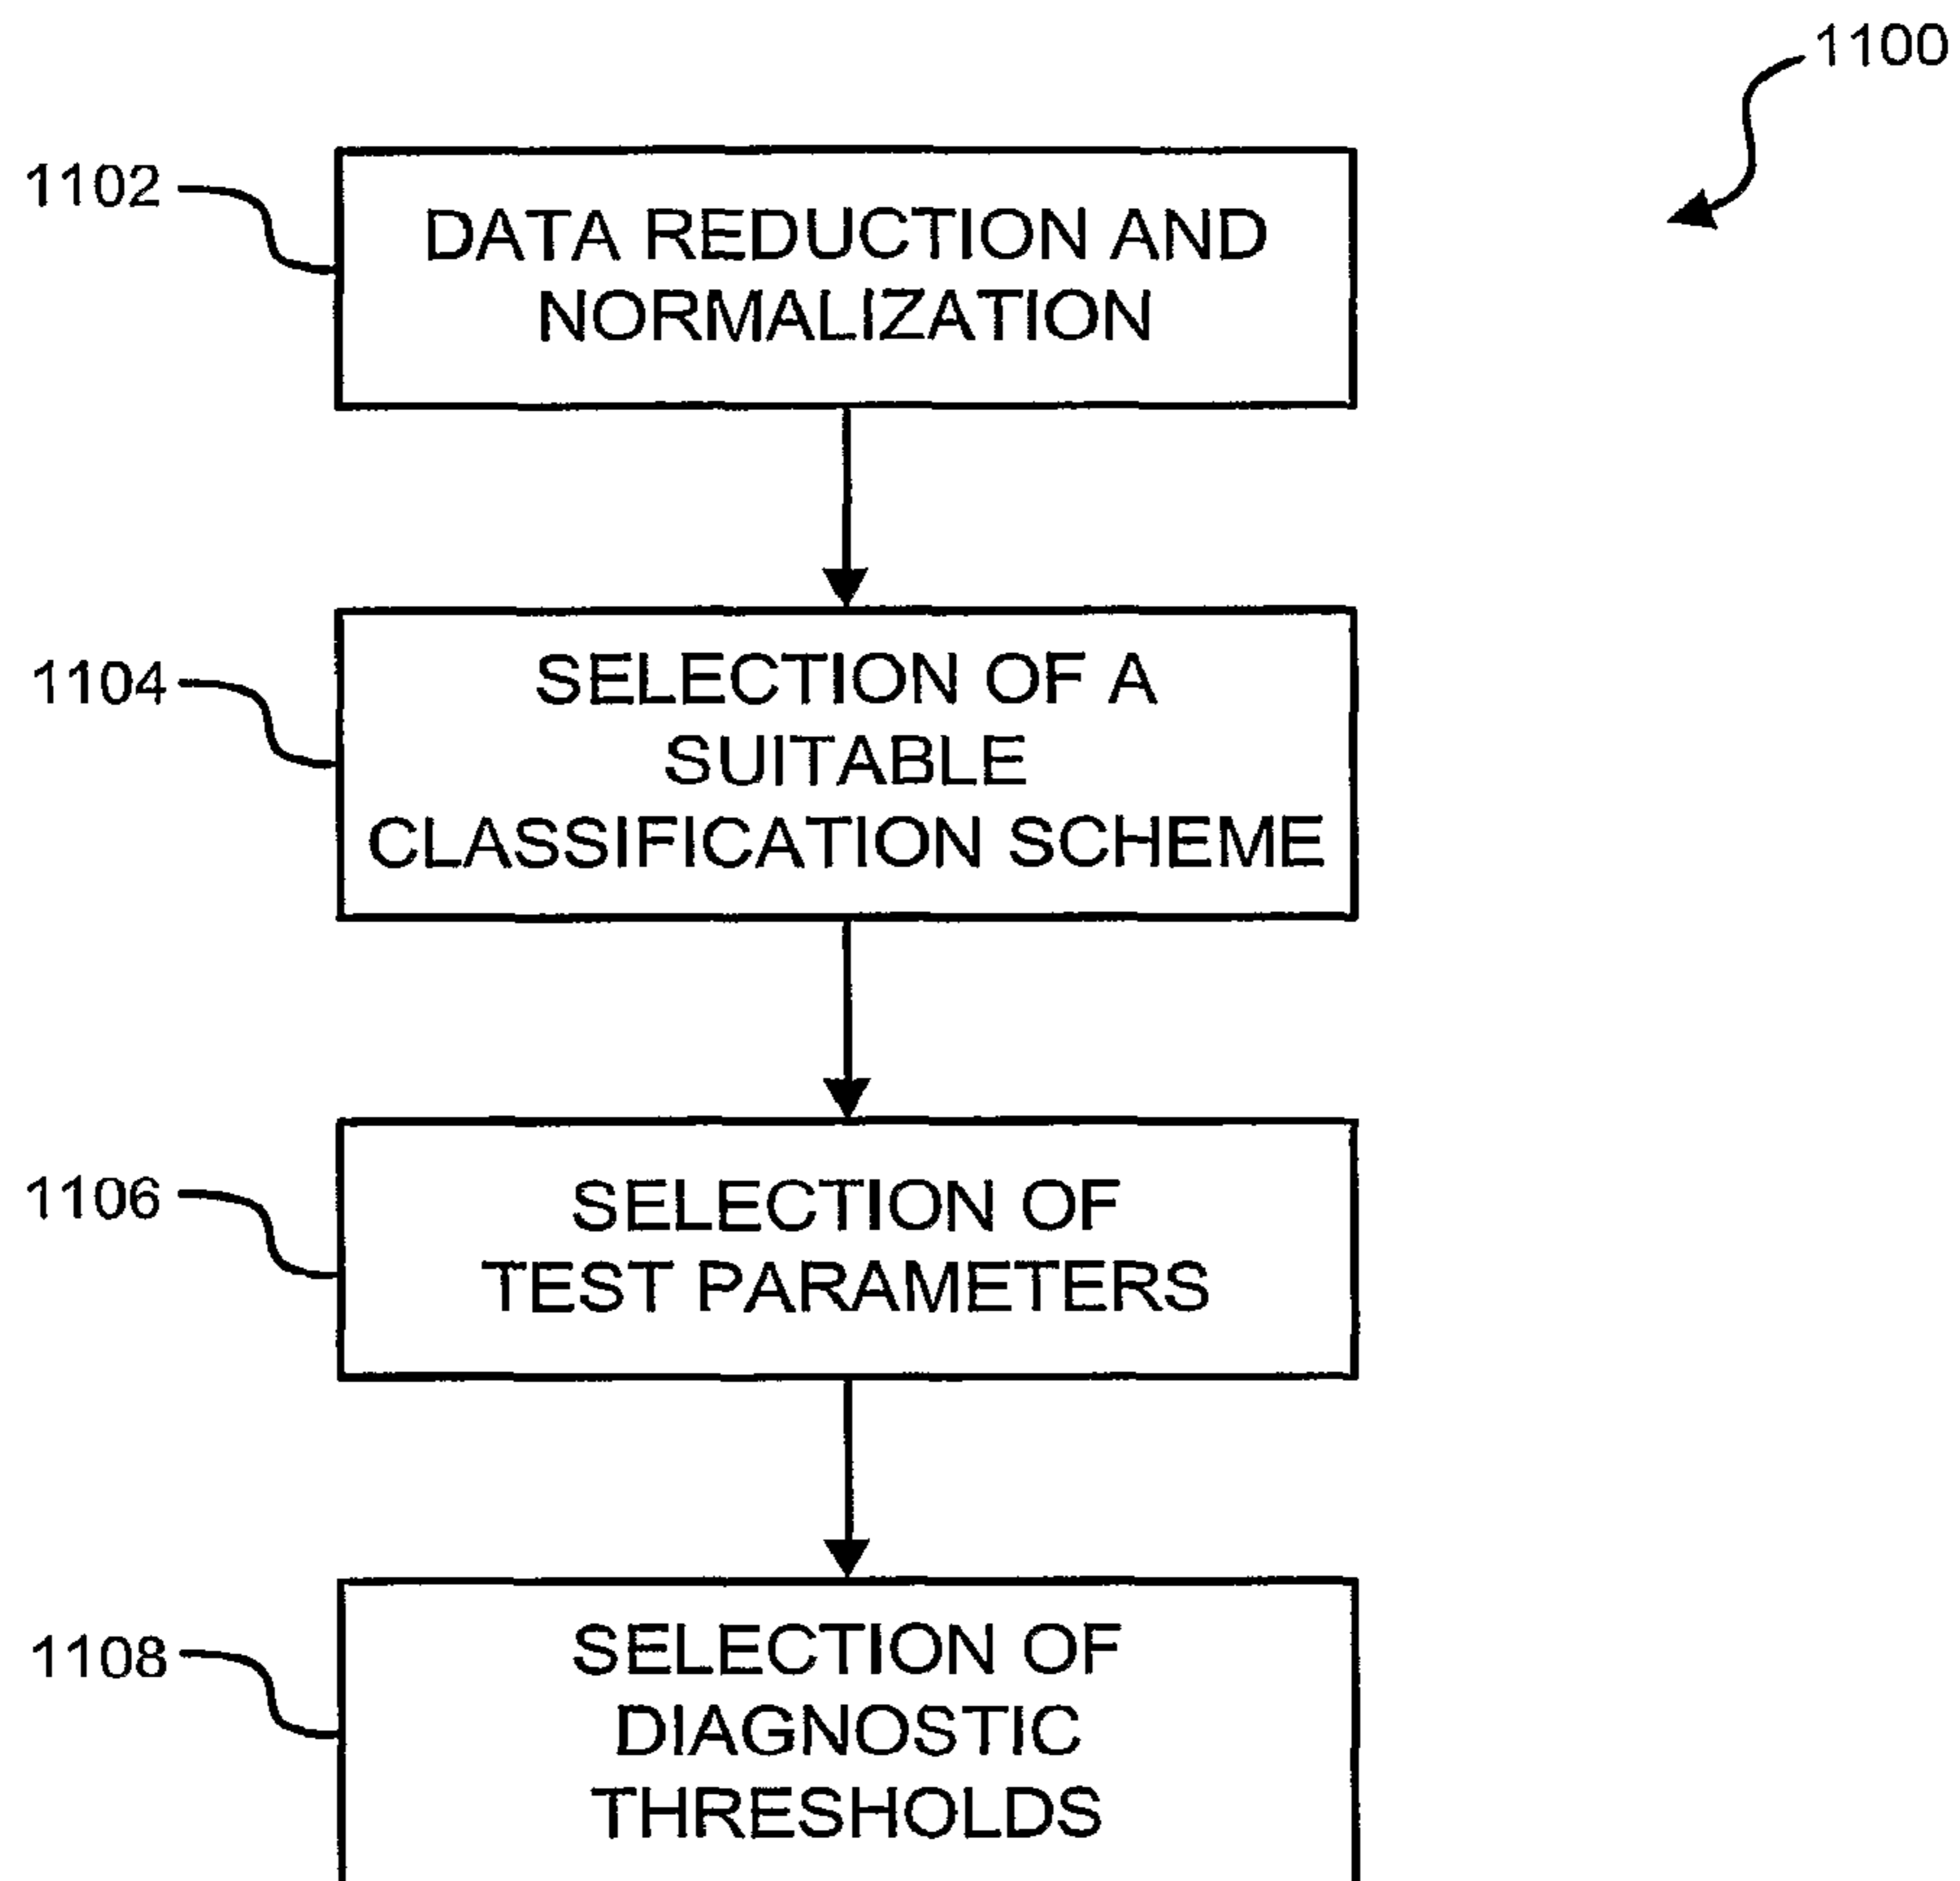 1100
1102
DATA REDUCTION AND
NORMALIZATION
1104
SELECTION OF A
SUITABLE
CLASSIFICATION SCHEME
1106
SELECTION OF
TEST PARAMETERS
1108
SELECTION OF
DIAGNOSTIC
THRESHOLDS